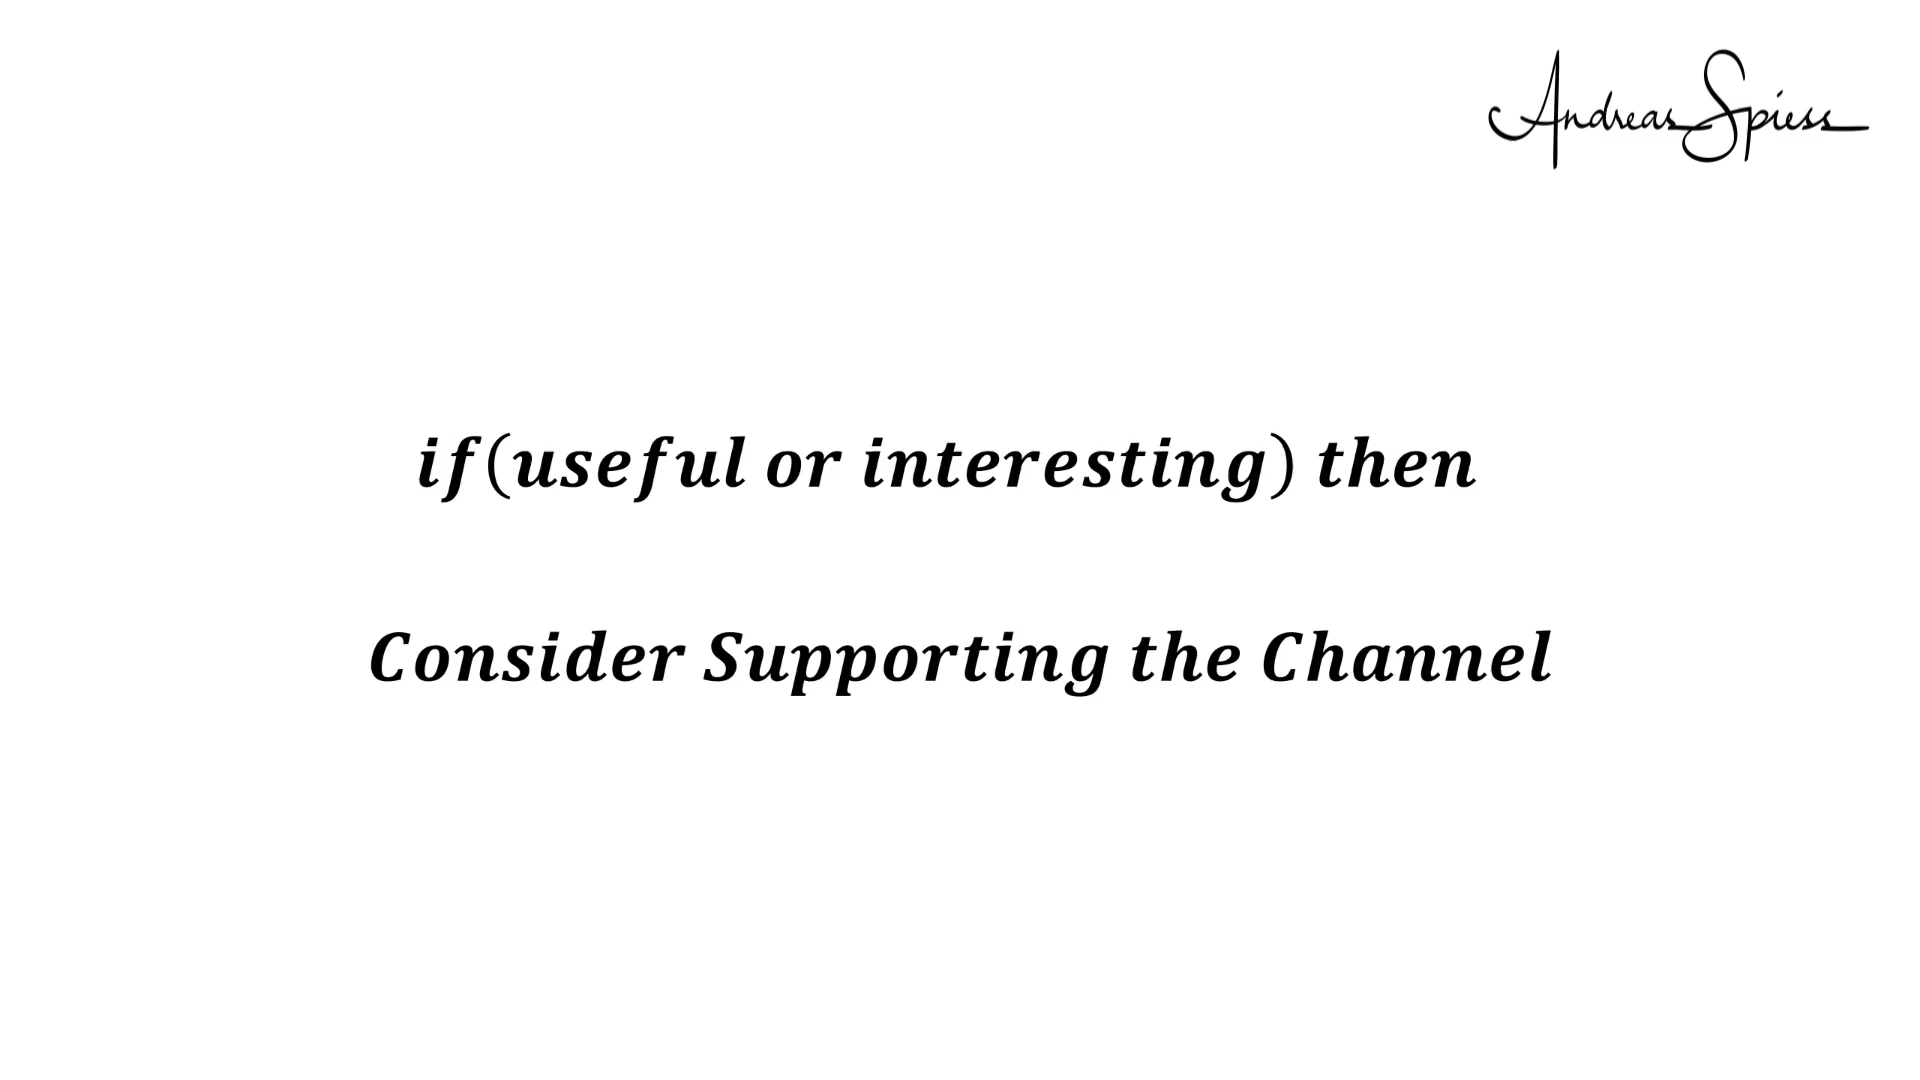 Andreas Spiess
if(useful or interesting) then
Consider Supporting the Channel